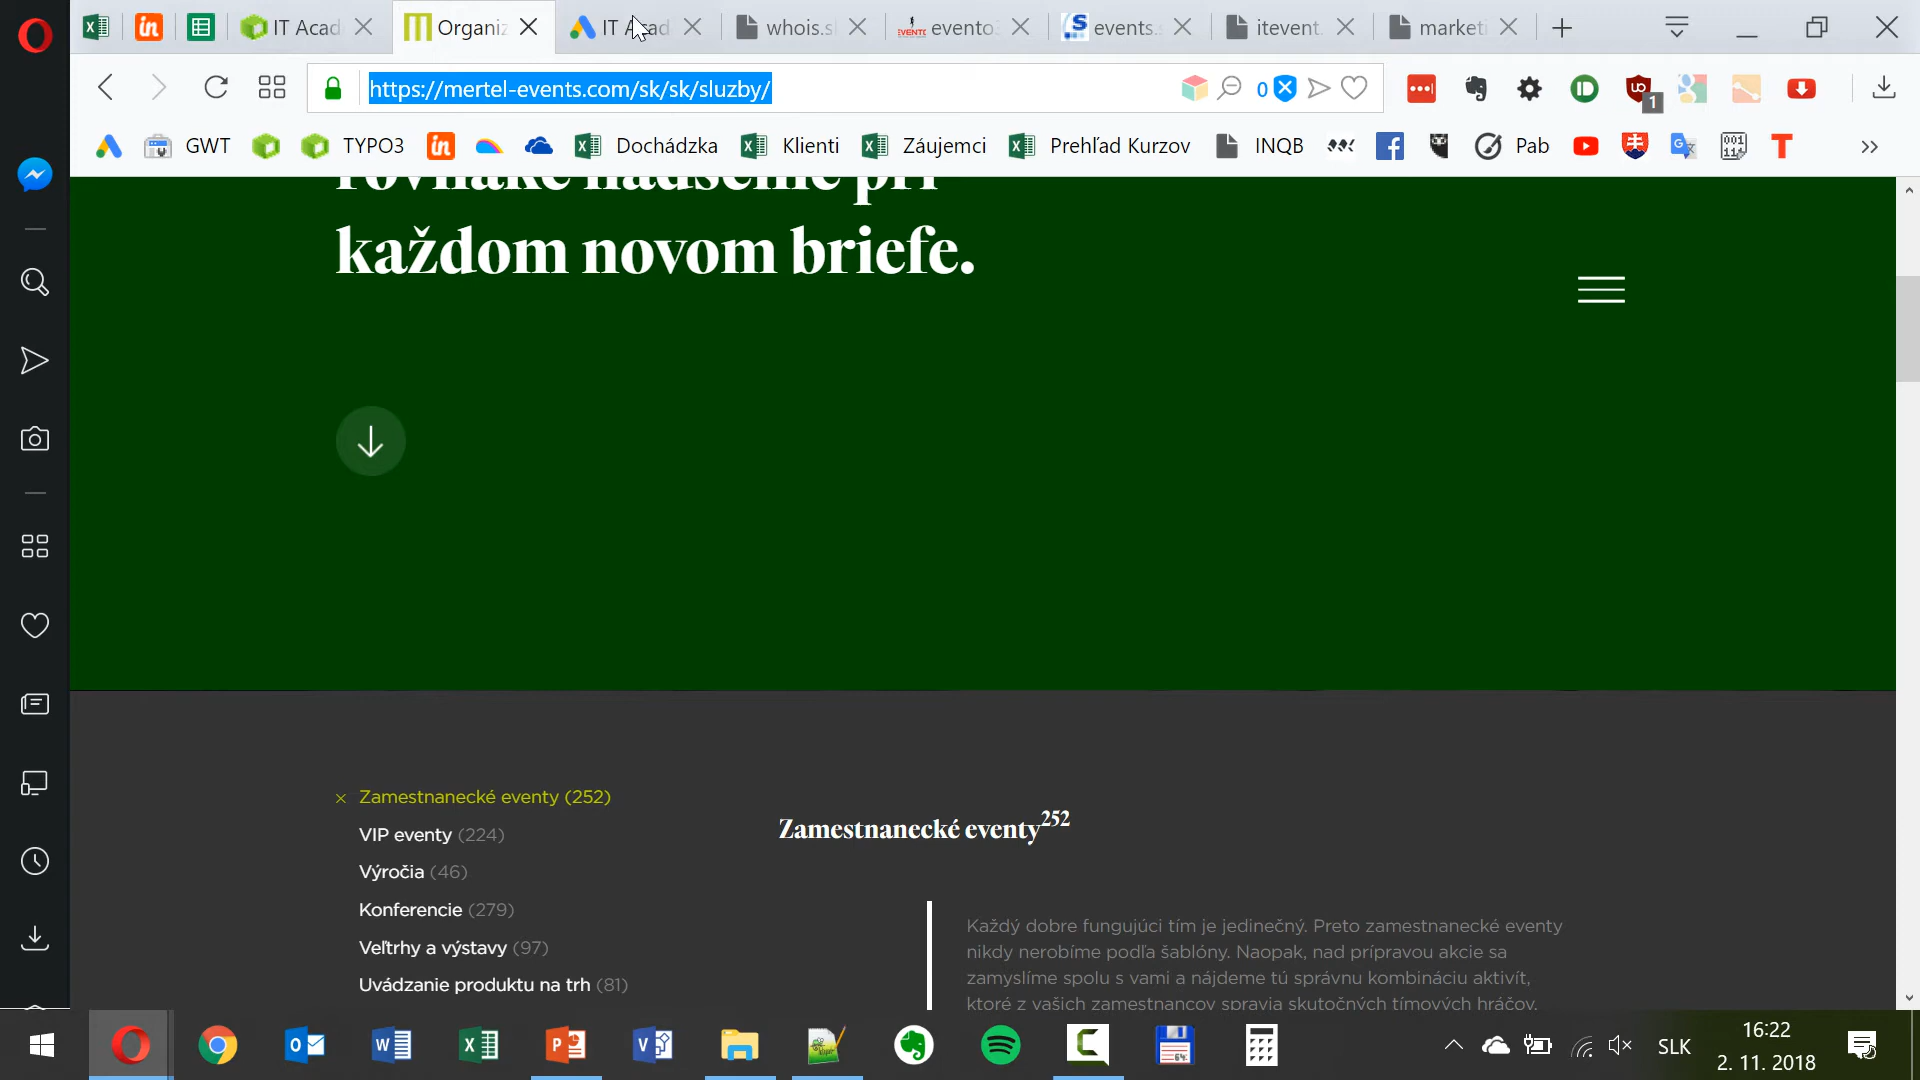 IT Acad
Organiz
IT Acad
whois.s
evento
events.s
itevent.
marketi
https://mertel-events.com/sk/sk/sluzby/
0
1
GWT
TYPO3
Dochádzka
Klienti
Záujemci
Prehľad Kurzov
INQB
Pab
rovnaké nadšenie pri
každom novom briefe.
Zamestnanecké eventy (252)
VIP eventy (224)
Výročia (46)
Konferencie (279)
Veľtrhy a výstavy (97)
Uvádzanie produktu na trh (81)
Zamestnanecké eventy252
Každý dobre fungujúci tím je jedinečný. Preto zamestnanecké eventy
nikdy nerobíme podľa šablóny. Naopak, nad prípravou akcie sa
zamyslíme spolu s vami a nájdeme tú správnu kombináciu aktivít,
ktoré z vašich zamestnancov spravia skutočných tímových hráčov.
SLK
16:22
2. 11. 2018